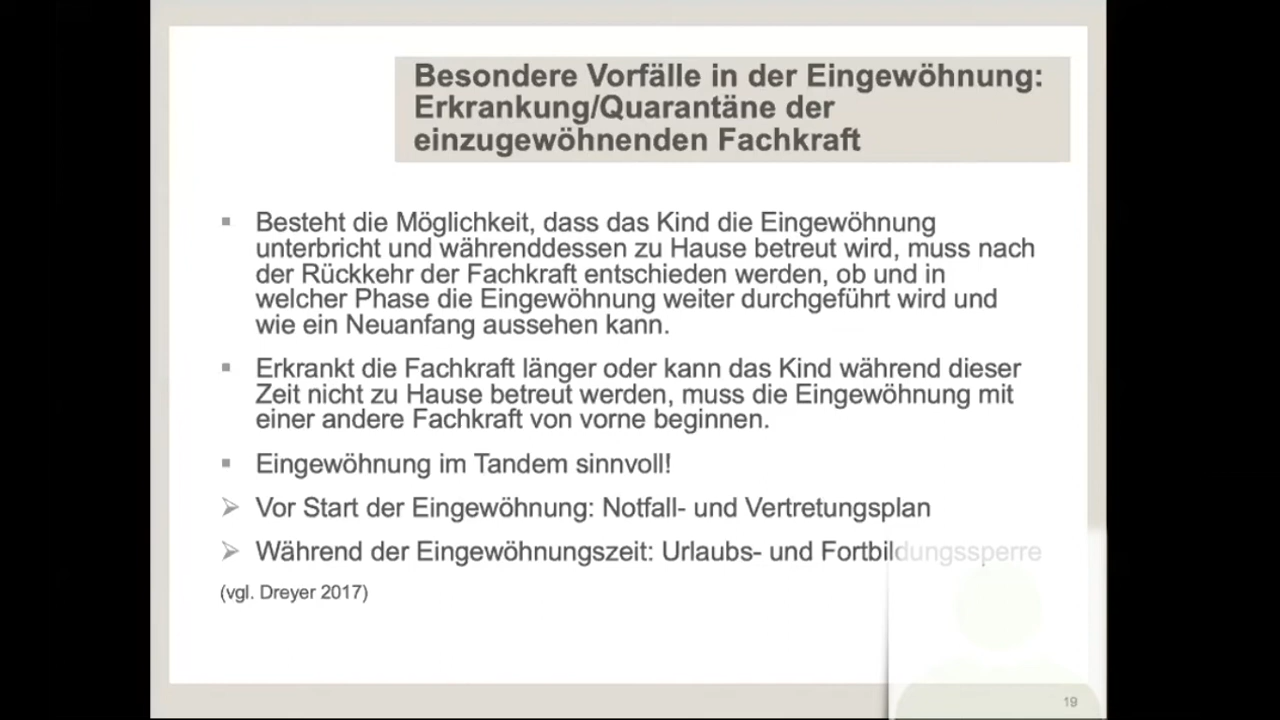 Besondere Vorfälle in der Eingewöhnung:
Erkrankung/Quarantäne der
einzugewöhnenden Fachkraft
Besteht die Möglichkeit, dass das Kind die Eingewöhnung
unterbricht und währenddessen zu Hause betreut wird, muss nach
der Rückkehr der Fachkraft entschieden werden, ob und in
welcher Phase die Eingewöhnung weiter durchgeführt wird und
wie ein Neuanfang aussehen kann.
Erkrankt die Fachkraft länger oder kann das Kind während dieser
Zeit nicht zu Hause betreut werden, muss die Eingewöhnung mit
einer andere Fachkraft von vorne beginnen.
Eingewöhnung im Tandem sinnvoll!
Vor Start der Eingewöhnung: Notfall- und Vertretungsplan
Während der Eingewöhnungszeit: Urlaubs- und Fortbildungssperre
(vgl. Dreyer 2017)
19